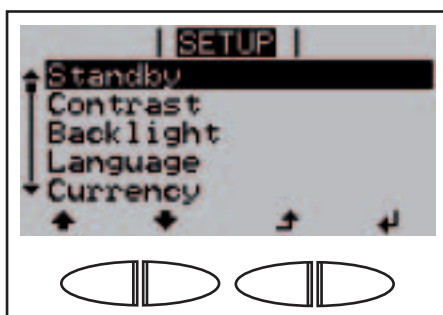 SETUP
Standby
Contrast
Backlight
Language
Currency